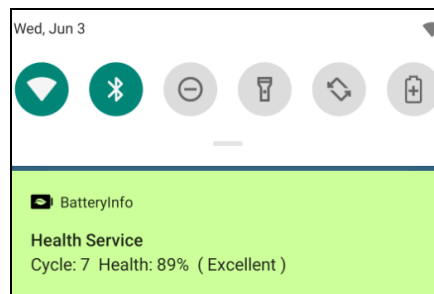 Wed, Jun 3
BatteryInfo
Health Service
Cycle: 7 Health: 89% ( Excellent )